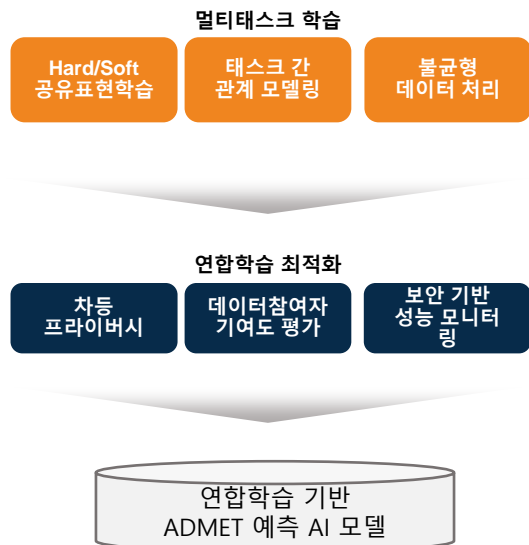 멀티태스크 학습
Hard/Soft
공유표현학습
태스크 간
관계 모델링
불균형
데이터 처리
연합학습 최적화
차등
프라이버시
데이터참여자
기여도 평가
보안 기반
성능 모니터
링
연합학습 기반
ADMET 예측 AI 모델